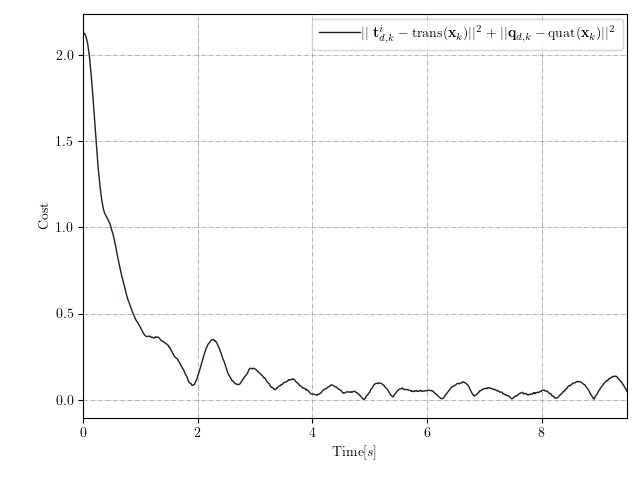 || t^i_{d,k} − trans(x_k)||² + ||q_{d,k} − quat(x_k)||²
2.0
1.5
1.0
0.5
0.0
Cost
0 2 4 6 8
Time[s]